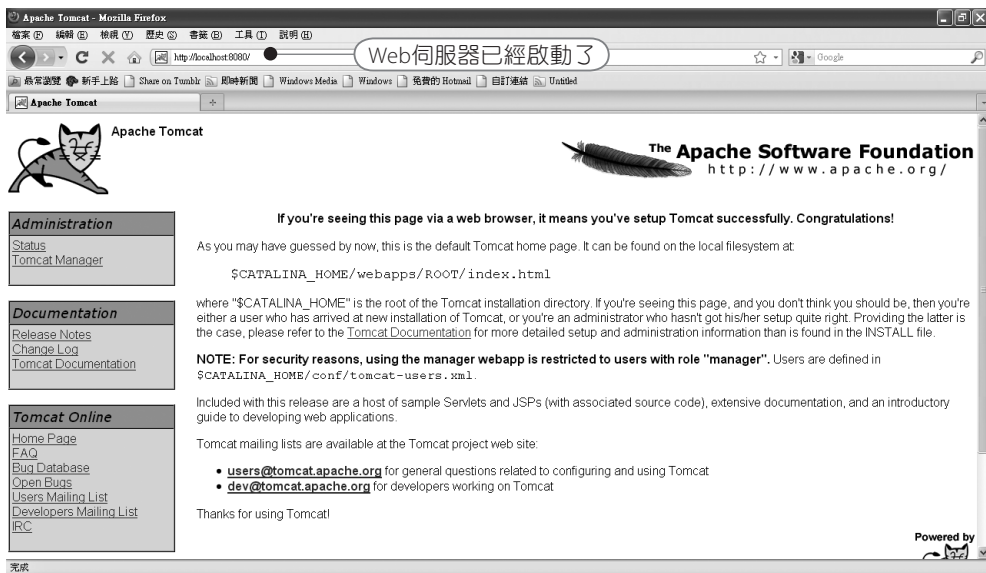 Apache Tomcat - Mozilla Firefox
檔案(F) 編輯(E) 檢視(V) 歷史(S) 書籤(B) 工具(T) 說明(H)
http://localhost:8080/
Web伺服器已經啟動了
Google
最常瀏覽 新手上路 Share on Tumblr 即時新聞 Windows Media Windows 免費的 Hotmail 自訂連結 Untitled
Apache Tomcat
Apache Tomcat
The Apache Software Foundation
http://www.apache.org/
Administration
Status
Tomcat Manager
Documentation
Release Notes
Change Log
Tomcat Documentation
Tomcat Online
Home Page
FAQ
Bug Database
Open Bugs
Users Mailing List
Developers Mailing List
IRC
If you're seeing this page via a web browser, it means you've setup Tomcat successfully. Congratulations!
As you may have guessed by now, this is the default Tomcat home page. It can be found on the local filesystem at:
$CATALINA_HOME/webapps/ROOT/index.html
where "$CATALINA_HOME" is the root of the Tomcat installation directory. If you're seeing this page, and you don't think you should be, then you're
either a user who has arrived at new installation of Tomcat, or you're an administrator who hasn't got his/her setup quite right. Providing the latter is
the case, please refer to the Tomcat Documentation for more detailed setup and administration information than is found in the INSTALL file.
NOTE: For security reasons, using the manager webapp is restricted to users with role "manager". Users are defined in
$CATALINA_HOME/conf/tomcat-users.xml.
Included with this release are a host of sample Servlets and JSPs (with associated source code), extensive documentation, and an introductory
guide to developing web applications.
Tomcat mailing lists are available at the Tomcat project web site:
• users@tomcat.apache.org for general questions related to configuring and using Tomcat
• dev@tomcat.apache.org for developers working on Tomcat
Thanks for using Tomcat!
Powered by
完成